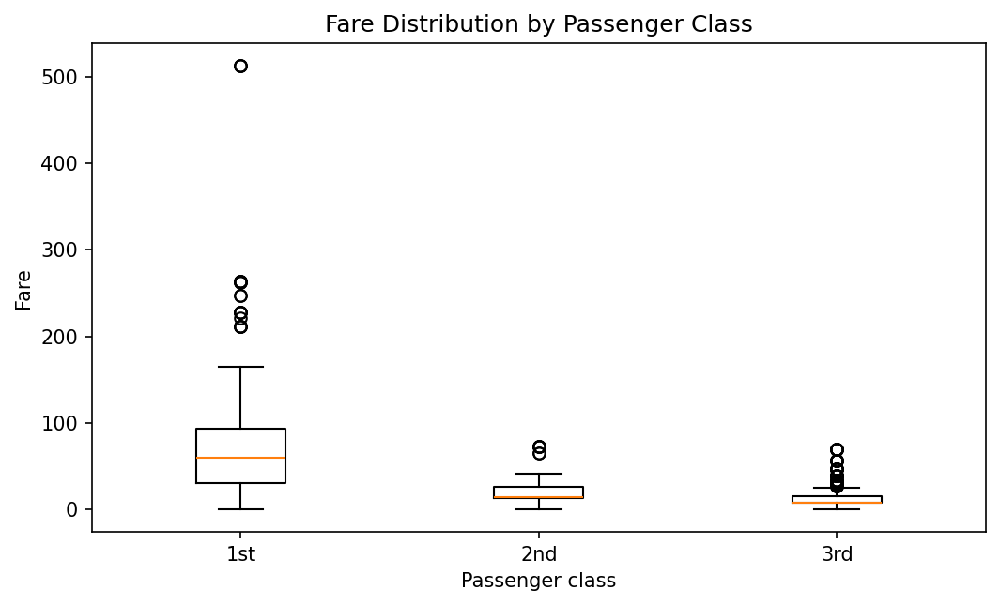 Fare Distribution by Passenger Class
500
400
300
200
100
0
Fare
1st
2nd
3rd
Passenger class